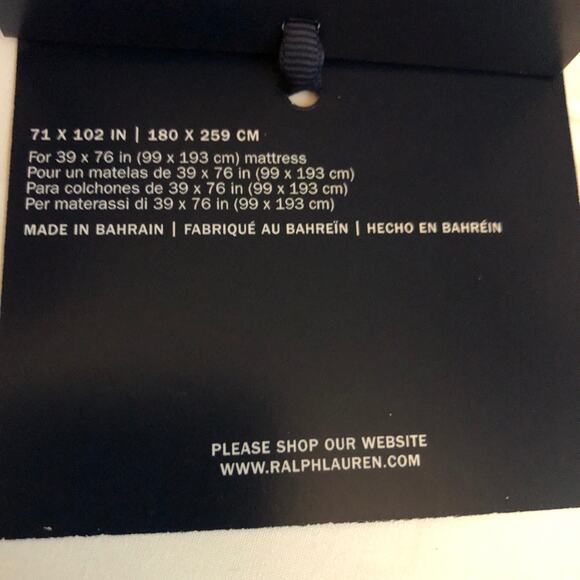 71 X 102 IN | 180 X 259 CM
For 39 x 76 in (99 x 193 cm) mattress
Pour un matelas de 39 x 76 in (99 x 193 cm)
Para colchones de 39 x 76 in (99 x 193 cm)
Per materassi di 39 x 76 in (99 x 193 cm)
MADE IN BAHRAIN | FABRIQUÉ AU BAHREÏN | HECHO EN BAHRÉIN
PLEASE SHOP OUR WEBSITE
WWW.RALPHLAUREN.COM